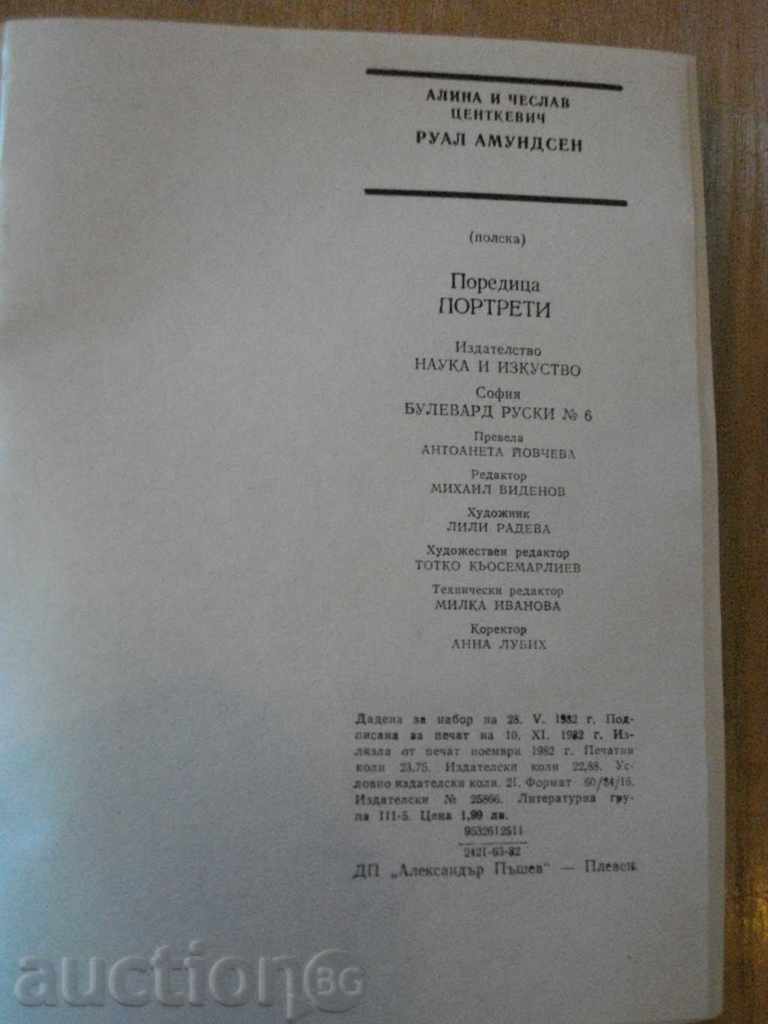 АЛИНА И ЧЕСЛАВ
ЦЕНТКЕВИЧ
РУАЛ АМУНДСЕН
(полска)
Поредица
ПОРТРЕТИ
Издателство
НАУКА И ИЗКУСТВО
София
БУЛЕВАРД РУСКИ № 6
Превела
АНТОАНЕТА ЙОВЧЕВА
Редактор
МИХАИЛ ВИДЕНОВ
Художник
ЛИЛИ РАДЕВА
Художествен редактор
ТОТКО КЬОСЕМАРЛИЕВ
Технически редактор
МИЛКА ИВАНОВА
Коректор
АННА ЛУБИХ
Дадена за набор на 28. V. 1982 г. Под-
писана за печат на 10. XI. 1982 г. Из-
лязла от печат ноември 1982 г. Печатни
коли 23,75. Издателски коли 22,88. Ус-
ловно издателски коли. 21. Формат 60/84/16.
Издателски № 25866. Литературна гру-
па III-5. Цена 1,99 лв.
9532612511
2421-63-82
ДП „Александър Пъшев" — Плевен
auction BG